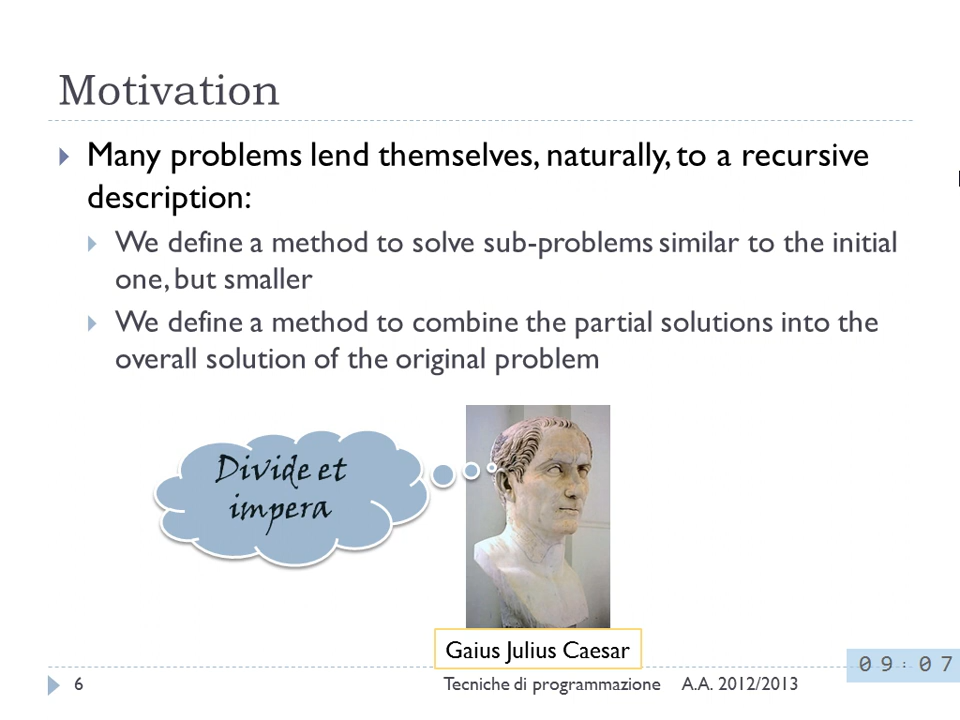 Motivation
Many problems lend themselves, naturally, to a recursive
description:
We define a method to solve sub-problems similar to the initial
one, but smaller
We define a method to combine the partial solutions into the
overall solution of the original problem
Divide et
impera
Gaius Julius Caesar
09:07
6
Tecniche di programmazione A.A. 2012/2013